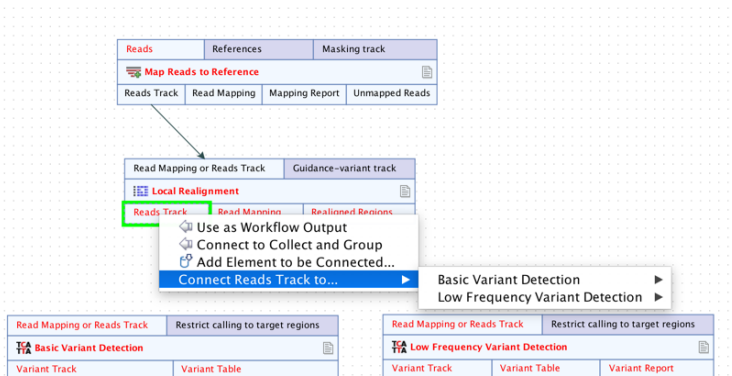 Reads References Masking track
Map Reads to Reference
Reads Track Read Mapping Mapping Report Unmapped Reads
Read Mapping or Reads Track Guidance-variant track
Local Realignment
Reads Track Read Mapping Realigned Regions
Use as Workflow Output
Connect to Collect and Group
Add Element to be Connected...
Connect Reads Track to...
Basic Variant Detection
Low Frequency Variant Detection
Read Mapping or Reads Track Restrict calling to target regions
TCA
TTA Basic Variant Detection
Variant Track Variant Table
Read Mapping or Reads Track Restrict calling to target regions
TCA
TTA Low Frequency Variant Detection
Variant Track Variant Table Variant Report